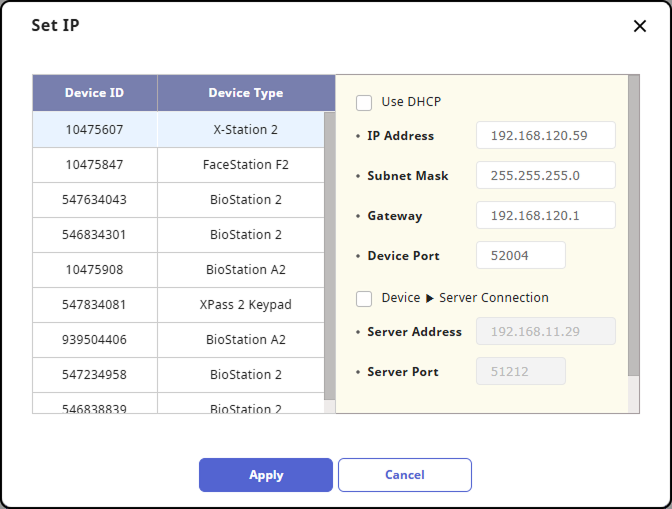 Set IP
Device ID Device Type
10475607 X-Station 2
10475847 FaceStation F2
547634043 BioStation 2
546834301 BioStation 2
10475908 BioStation A2
547834081 XPass 2 Keypad
939504406 BioStation A2
547234958 BioStation 2
546838839 BioStation 2
Use DHCP
• IP Address 192.168.120.59
• Subnet Mask 255.255.255.0
• Gateway 192.168.120.1
• Device Port 52004
Device ▶ Server Connection
• Server Address 192.168.11.29
• Server Port 51212
Apply Cancel